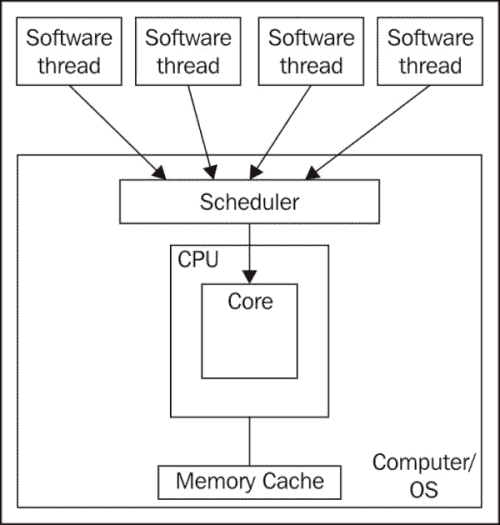 Software
thread
Software
thread
Software
thread
Software
thread
Scheduler
CPU
Core
Memory Cache
Computer/
OS